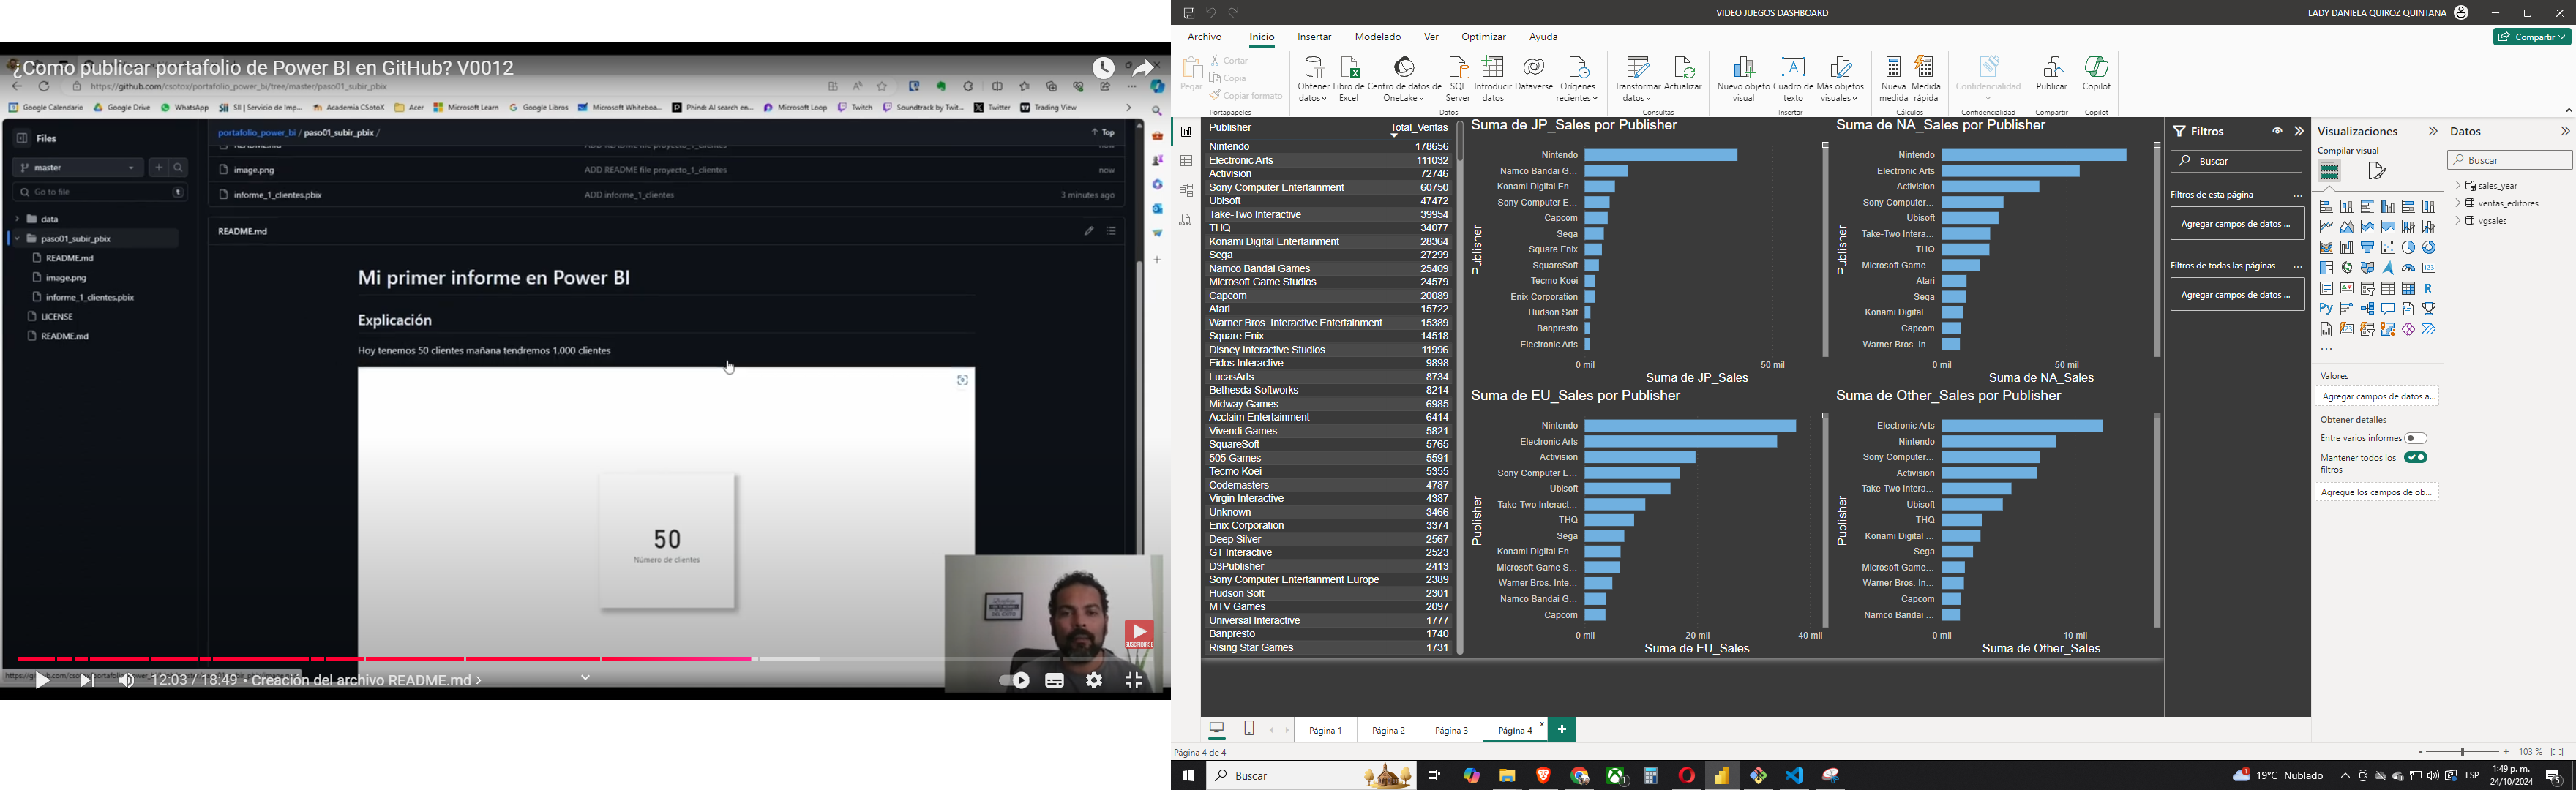 ¿Como publicar portafolio de Power BI en GitHub? V0012
https://github.com/csotox/portafolio_power_bi/tree/master/paso01_subir_pbix
Google Calendario Google Drive WhatsApp SII | Servicio de Imp... Academia CSotoX Acer Microsoft Learn Google Libros Microsoft Whiteboa... Phind: AI search en... Microsoft Loop Twitch Soundtrack by Twit... Twitter Trading View
Files
master
Go to file
t
data
paso01_subir_pbix
README.md
image.png
informe_1_clientes.pbix
LICENSE
README.md
portafolio_power_bi / paso01_subir_pbix /
Top
README.md ADD README file proyecto_1_clientes now
image.png ADD README file proyecto_1_clientes now
informe_1_clientes.pbix ADD informe_1_clientes 3 minutes ago
README.md
Mi primer informe en Power BI
Explicación
Hoy tenemos 50 clientes mañana tendremos 1.000 clientes
50
Número de clientes
SUSCRIBIRSE
12:03 / 18:49 • Creación del archivo README.md >
VIDEO JUEGOS DASHBOARD
LADY DANIELA QUIROZ QUINTANA
Archivo Inicio Insertar Modelado Ver Optimizar Ayuda
Compartir
Pegar
Cortar
Copia
Copiar formato
Portapapeles
Obtener datos
Libro de Excel
Centro de datos de OneLake
SQL Server
Introducir datos
Dataverse
Orígenes recientes
Datos
Transformar datos
Actualizar
Consultas
Nuevo objeto visual
Cuadro de texto
Más objetos visuales
Insertar
Nueva medida
Medida rápida
Cálculos
Confidencialidad
Confidencialidad
Publicar
Compartir
Copilot
Copilot
Publisher Total_Ventas
Nintendo 178656
Electronic Arts 111032
Activision 72746
Sony Computer Entertainment 60750
Ubisoft 47472
Take-Two Interactive 39954
THQ 34077
Konami Digital Entertainment 28364
Sega 27299
Namco Bandai Games 25409
Microsoft Game Studios 24579
Capcom 20089
Atari 15722
Warner Bros. Interactive Entertainment 15389
Square Enix 14518
Disney Interactive Studios 11996
Eidos Interactive 9898
LucasArts 8734
Bethesda Softworks 8214
Midway Games 6985
Acclaim Entertainment 6414
Vivendi Games 5821
SquareSoft 5765
505 Games 5591
Tecmo Koei 5355
Codemasters 4787
Virgin Interactive 4387
Unknown 3466
Enix Corporation 3374
Deep Silver 2567
GT Interactive 2523
D3Publisher 2413
Sony Computer Entertainment Europe 2389
Hudson Soft 2301
MTV Games 2097
Universal Interactive 1777
Banpresto 1740
Rising Star Games 1731
Suma de JP_Sales por Publisher
Publisher
Nintendo
Namco Bandai G...
Konami Digital En...
Sony Computer E...
Capcom
Sega
Square Enix
SquareSoft
Tecmo Koei
Enix Corporation
Hudson Soft
Banpresto
Electronic Arts
0 mil 50 mil
Suma de JP_Sales
Suma de NA_Sales por Publisher
Publisher
Nintendo
Electronic Arts
Activision
Sony Computer...
Ubisoft
Take-Two Intera...
THQ
Microsoft Game...
Atari
Sega
Konami Digital ...
Capcom
Warner Bros. In...
0 mil 50 mil
Suma de NA_Sales
Suma de EU_Sales por Publisher
Publisher
Nintendo
Electronic Arts
Activision
Sony Computer E...
Ubisoft
Take-Two Interact...
THQ
Sega
Konami Digital En...
Microsoft Game S...
Warner Bros. Inte...
Namco Bandai G...
Capcom
0 mil 20 mil 40 mil
Suma de EU_Sales
Suma de Other_Sales por Publisher
Publisher
Electronic Arts
Nintendo
Sony Computer...
Activision
Take-Two Intera...
Ubisoft
THQ
Konami Digital ...
Sega
Microsoft Game...
Warner Bros. In...
Capcom
Namco Bandai ...
0 mil 10 mil
Suma de Other_Sales
Filtros
Buscar
Filtros de esta página ...
Agregar campos de datos ...
Filtros de todas las páginas ...
Agregar campos de datos ...
Visualizaciones
Compilar visual
R
Py
...
Valores
Agregar campos de datos a...
Obtener detalles
Entre varios informes
Mantener todos los filtros
Agregue los campos de ob...
Datos
Buscar
sales_year
ventas_editores
vgsales
Página 1 Página 2 Página 3 Página 4 +
Página 4 de 4
103 %
Buscar
19°C Nublado
ESP
1:49 p. m.
24/10/2024